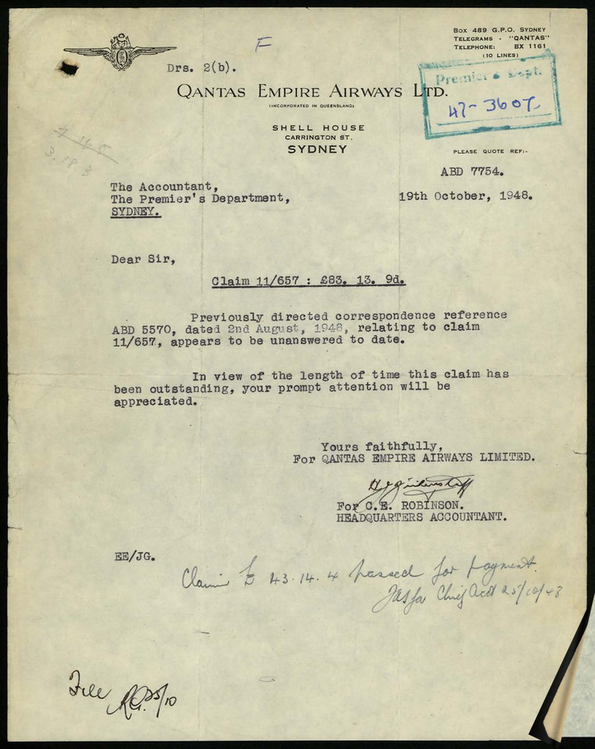 BOX 489 G.P.O. SYDNEY
TELEGRAMS - "QANTAS"
TELEPHONE: BX 1161
(10 LINES)
F
Drs. 2(b).
QANTAS EMPIRE AIRWAYS LTD.
(INCORPORATED IN QUEENSLAND)
Premier's Dept.
47-3607
SHELL HOUSE
CARRINGTON ST.
SYDNEY
PLEASE QUOTE REF:-
ABD 7754.
The Accountant,
The Premier's Department,
SYDNEY.
19th October, 1948.
Dear Sir,
Claim 11/657 : £83. 13. 9d.
Previously directed correspondence reference
ABD 5570, dated 2nd August, 1948, relating to claim
11/657, appears to be unanswered to date.
In view of the length of time this claim has
been outstanding, your prompt attention will be
appreciated.
Yours faithfully,
For QANTAS EMPIRE AIRWAYS LIMITED.
For C.E. ROBINSON.
HEADQUARTERS ACCOUNTANT.
EE/JG.
Claim £43.14.4 passed for payment.
for Chief Acct 25/10/48
File
25/10